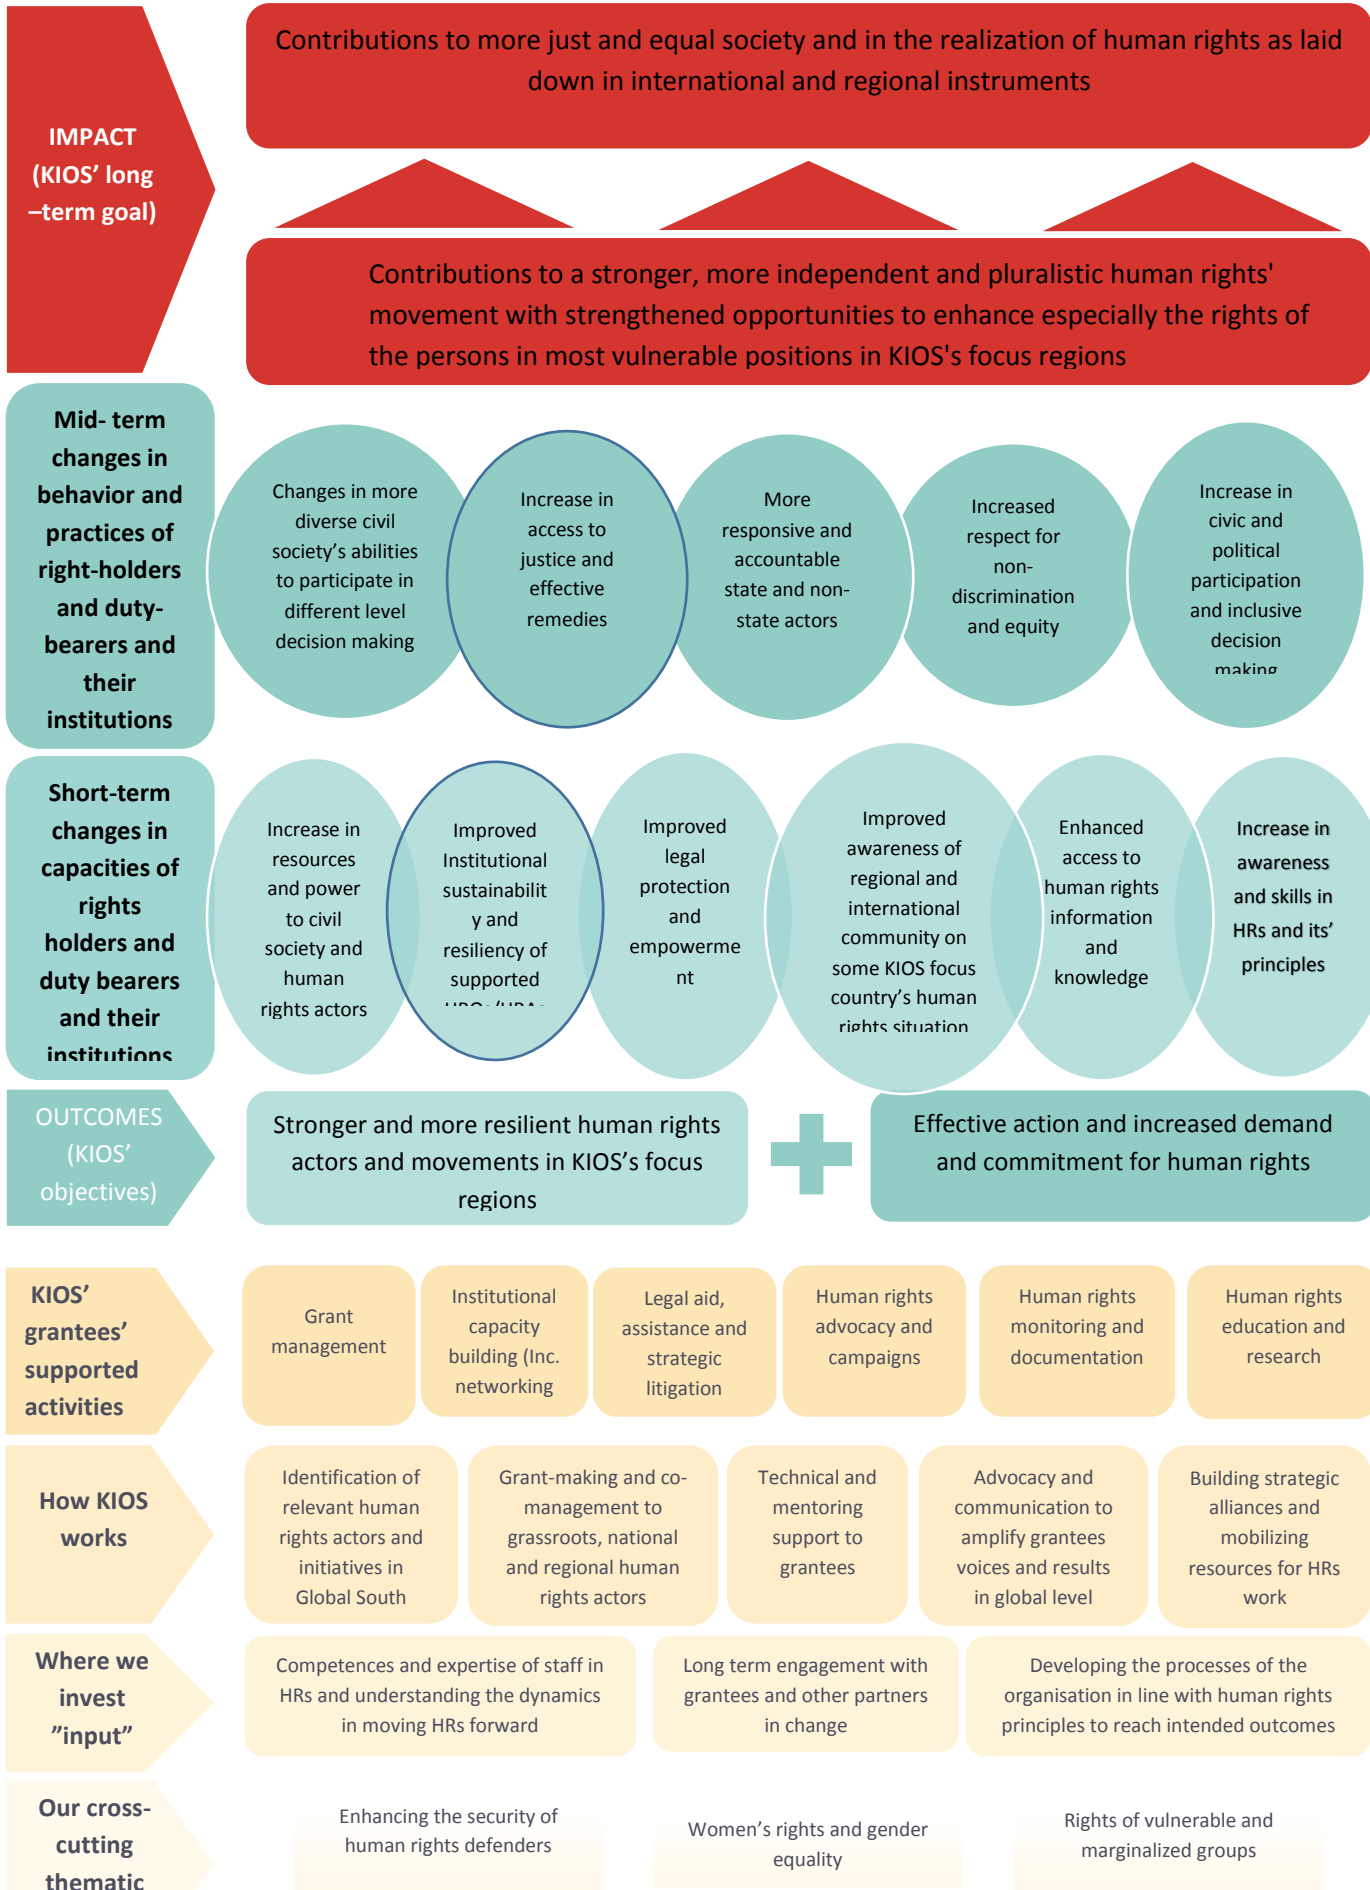 IMPACT
(KIOS’ long
–term goal)
Contributions to more just and equal society and in the realization of human rights as laid
down in international and regional instruments
Contributions to a stronger, more independent and pluralistic human rights'
movement with strengthened opportunities to enhance especially the rights of
the persons in most vulnerable positions in KIOS's focus regions
Mid- term
changes in
behavior and
practices of
right-holders
and duty-
bearers and
their
institutions
Changes in more
diverse civil
society’s abilities
to participate in
different level
decision making
Increase in
access to
justice and
effective
remedies
More
responsive and
accountable
state and non-
state actors
Increased
respect for
non-
discrimination
and equity
Increase in
civic and
political
participation
and inclusive
decision
making
Short-term
changes in
capacities of
rights
holders and
duty bearers
and their
institutions
Increase in
resources
and power
to civil
society and
human
rights actors
Improved
Institutional
sustainabilit
y and
resiliency of
supported
Improved
legal
protection
and
empowerme
nt
Improved
awareness of
regional and
international
community on
some KIOS focus
country’s human
rights situation
Enhanced
access to
human rights
information
and
knowledge
Increase in
awareness
and skills in
HRs and its’
principles
OUTCOMES
(KIOS’
objectives)
Stronger and more resilient human rights
actors and movements in KIOS’s focus
regions
Effective action and increased demand
and commitment for human rights
KIOS’
grantees’
supported
activities
Grant
management
Institutional
capacity
building (Inc.
networking
Legal aid,
assistance and
strategic
litigation
Human rights
advocacy and
campaigns
Human rights
monitoring and
documentation
Human rights
education and
research
How KIOS
works
Identification of
relevant human
rights actors and
initiatives in
Global South
Grant-making and co-
management to
grassroots, national
and regional human
rights actors
Technical and
mentoring
support to
grantees
Advocacy and
communication to
amplify grantees
voices and results
in global level
Building strategic
alliances and
mobilizing
resources for HRs
work
Where we
invest
”input”
Competences and expertise of staff in
HRs and understanding the dynamics
in moving HRs forward
Long term engagement with
grantees and other partners
in change
Developing the processes of the
organisation in line with human rights
principles to reach intended outcomes
Our cross-
cutting
thematic
Enhancing the security of
human rights defenders
Women’s rights and gender
equality
Rights of vulnerable and
marginalized groups